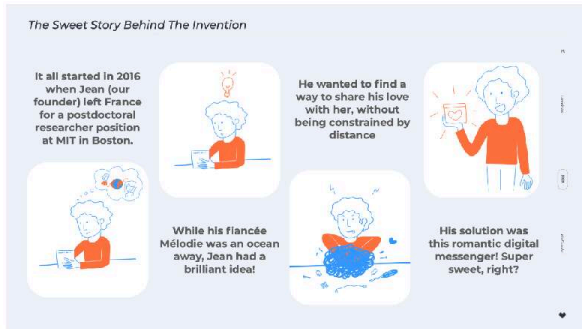 The Sweet Story Behind The Invention
It all started in 2016
when Jean (our
founder) left France
for a postdoctoral
researcher position
at MIT in Boston.
While his fiancée
Mélodie was an ocean
away, Jean had a
brilliant idea!
He wanted to find a
way to share his love
with her, without
being constrained by
distance
His solution was
this romantic digital
messenger! Super
sweet, right?